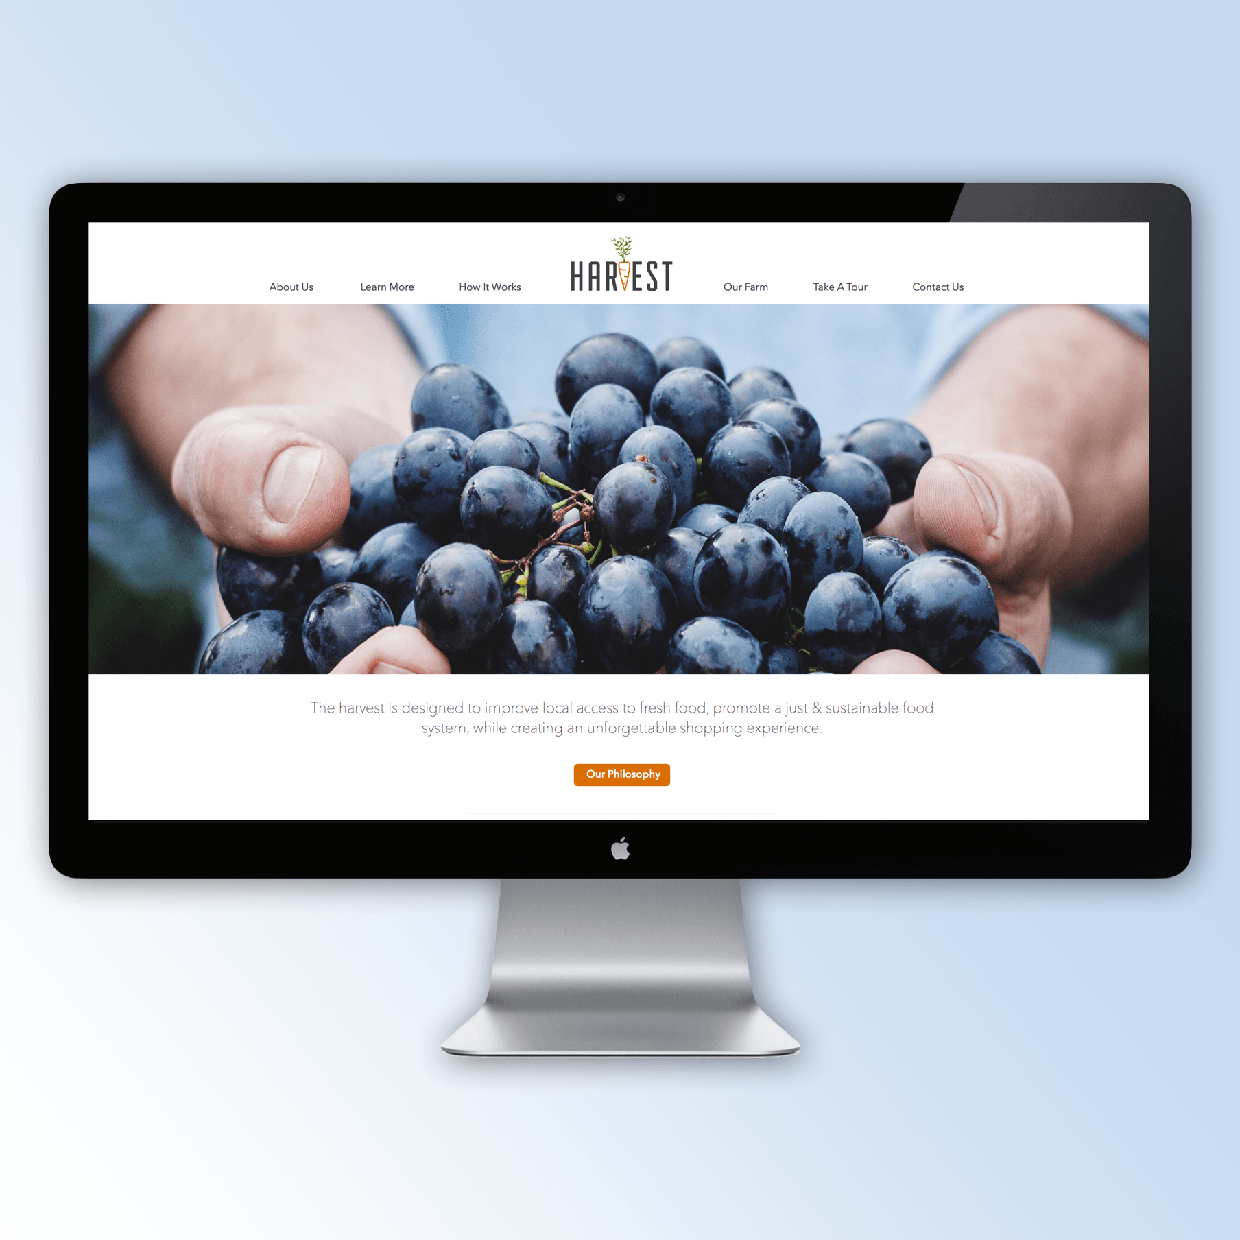 About Us
Learn More
How It Works
HARVEST
Our Farm
Take A Tour
Contact Us
The harvest is designed to improve local access to fresh food, promote a just & sustainable food
system, while creating an unforgettable shopping experience.
Our Philosophy